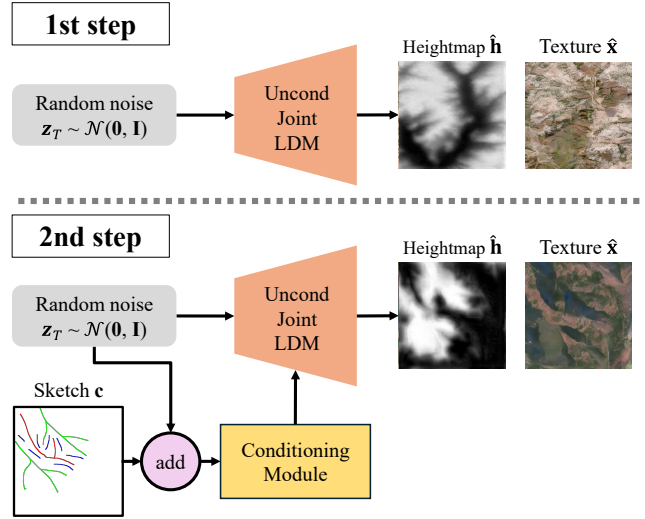 1st step
Random noise
𝒛_T ~ 𝒩(𝟎, 𝐈)
Uncond
Joint
LDM
Heightmap ĥ
Texture x̂
2nd step
Random noise
𝒛_T ~ 𝒩(𝟎, 𝐈)
Uncond
Joint
LDM
Heightmap ĥ
Texture x̂
Sketch c
add
Conditioning
Module